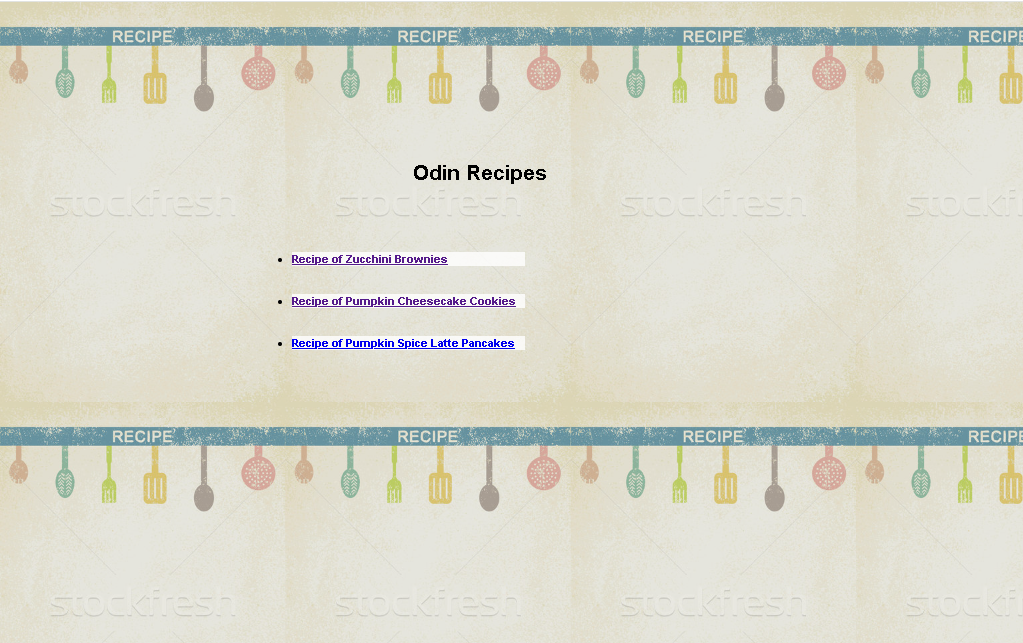 RECIPE RECIPE RECIPE RECIPE
Odin Recipes
stockfresh stockfresh stockfresh stockfresh
Recipe of Zucchini Brownies
Recipe of Pumpkin Cheesecake Cookies
Recipe of Pumpkin Spice Latte Pancakes
RECIPE RECIPE RECIPE RECIPE
stockfresh stockfresh stockfresh stockfresh